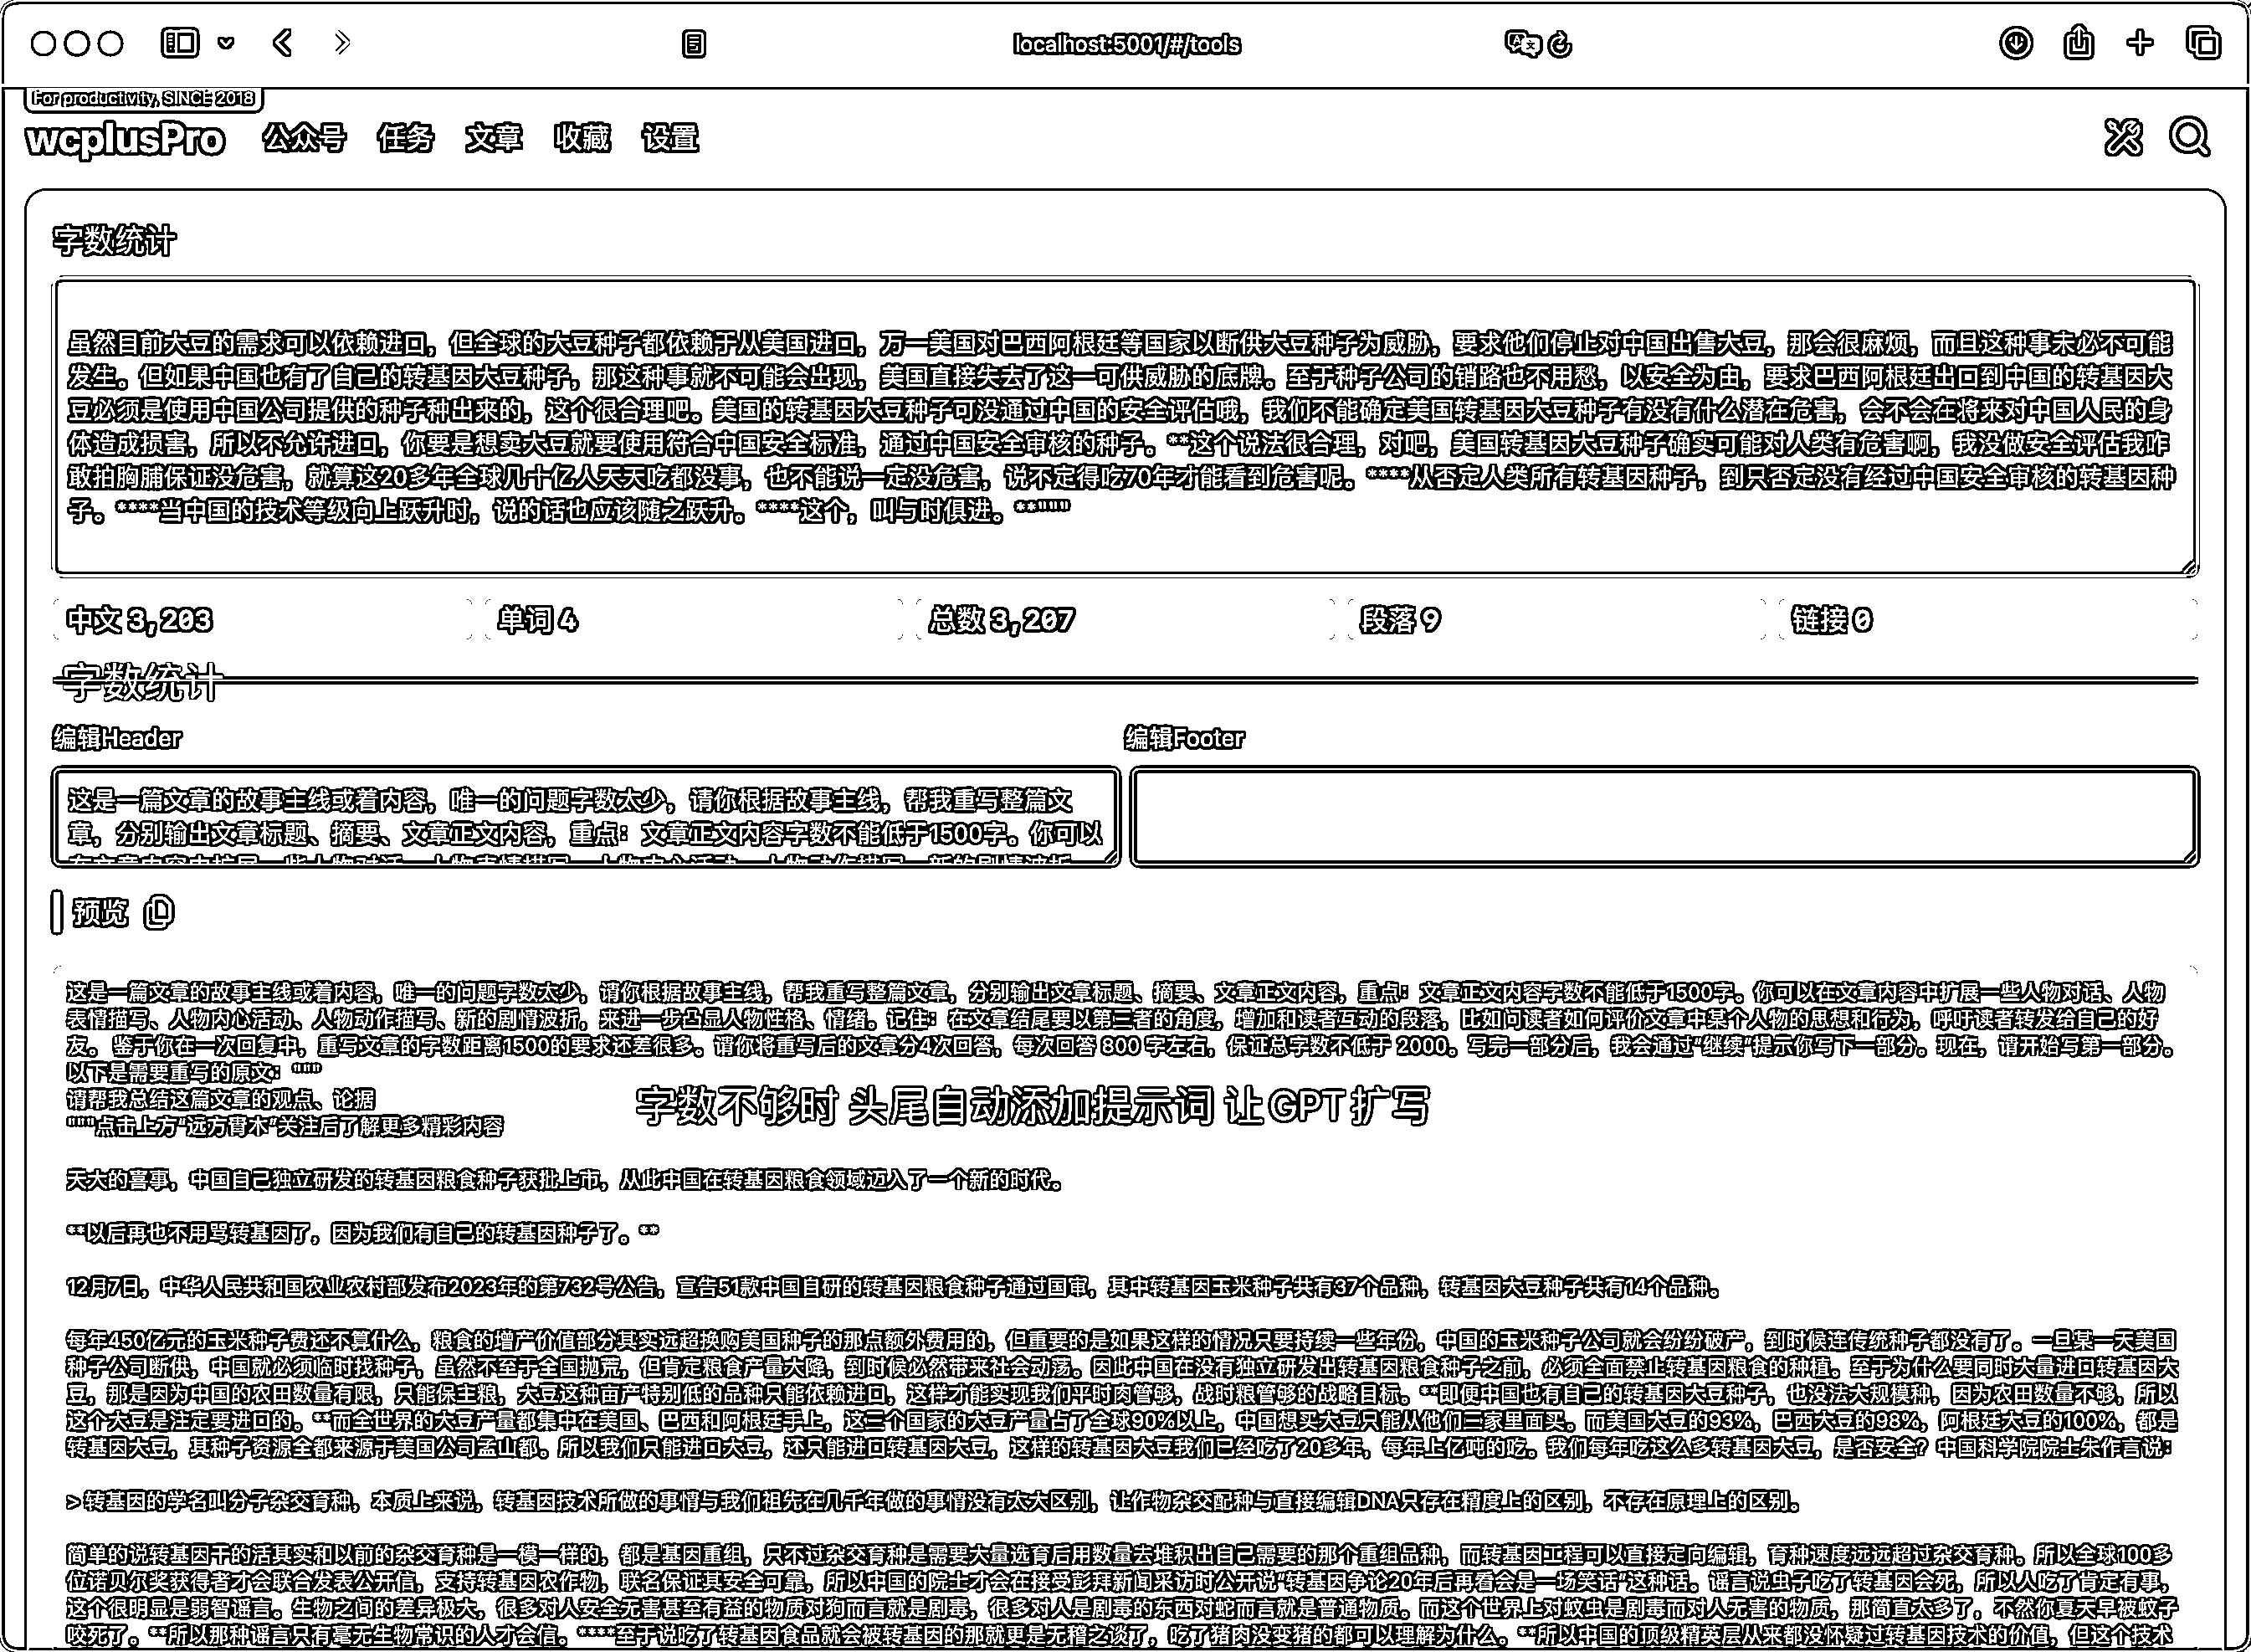 localhost:5001/#/tools
For productivity, SINCE 2018
wcplusPro 公众号 任务 文章 收藏 设置
字数统计
虽然目前大豆的需求可以依赖进口，但全球的大豆种子都依赖于从美国进口，万一美国对巴西阿根廷等国家以断供大豆种子为威胁，要求他们停止对中国出售大豆，那会很麻烦，而且这种事未必不可能
发生。但如果中国也有了自己的转基因大豆种子，那这种事就不可能会出现，美国直接失去了这一可供威胁的底牌。至于种子公司的销路也不用愁，以安全为由，要求巴西阿根廷出口到中国的转基因大
豆必须是使用中国公司提供的种子种出来的，这个很合理吧。美国的转基因大豆种子可没通过中国的安全评估哦，我们不能确定美国转基因大豆种子有没有什么潜在危害，会不会在将来对中国人民的身
体造成损害，所以不允许进口，你要是想卖大豆就要使用符合中国安全标准，通过中国安全审核的种子。**这个说法很合理，对吧，美国转基因大豆种子确实可能对人类有危害啊，我没做安全评估我咋
敢拍胸脯保证没危害，就算这20多年全球几十亿人天天吃都没事，也不能说一定没危害，说不定得吃70年才能看到危害呢。****从否定人类所有转基因种子，到只否定没有经过中国安全审核的转基因种
子。****当中国的技术等级向上跃升时，说的话也应该随之跃升。****这个，叫与时俱进。**"""
中文 3,203 单词 4 总数 3,207 段落 9 链接 0
字数统计
编辑Header 编辑Footer
这是一篇文章的故事主线或着内容，唯一的问题字数太少，请你根据故事主线，帮我重写整篇文
章，分别输出文章标题、摘要、文章正文内容，重点：文章正文内容字数不能低于1500字。你可以
在文章内容中扩展一些人物对话、人物表情描写、人物内心活动、人物动作描写、新的剧情波折，
预览
这是一篇文章的故事主线或着内容，唯一的问题字数太少，请你根据故事主线，帮我重写整篇文章，分别输出文章标题、摘要、文章正文内容，重点：文章正文内容字数不能低于1500字。你可以在文章内容中扩展一些人物对话、人物
表情描写、人物内心活动、人物动作描写、新的剧情波折，来进一步凸显人物性格、情绪。记住：在文章结尾要以第三者的角度，增加和读者互动的段落，比如问读者如何评价文章中某个人物的思想和行为，呼吁读者转发给自己的好
友。 鉴于你在一次回复中，重写文章的字数距离1500的要求还差很多。请你将重写后的文章分4次回答，每次回答 800 字左右，保证总字数不低于 2000。写完一部分后，我会通过“继续”提示你写下一部分。现在，请开始写第一部分。
以下是需要重写的原文："""
请帮我总结这篇文章的观点、论据
"""点击上方“远方青木”关注后了解更多精彩内容
字数不够时 头尾自动添加提示词 让GPT扩写
天大的喜事，中国自己独立研发的转基因粮食种子获批上市，从此中国在转基因粮食领域迈入了一个新的时代。
**以后再也不用骂转基因了，因为我们有自己的转基因种子了。**
12月7日，中华人民共和国农业农村部发布2023年的第732号公告，宣告51款中国自研的转基因粮食种子通过国审，其中转基因玉米种子共有37个品种，转基因大豆种子共有14个品种。
每年450亿元的玉米种子费还不算什么，粮食的增产价值部分其实远超换购美国种子的那点额外费用的，但重要的是如果这样的情况只要持续一些年份，中国的玉米种子公司就会纷纷破产，到时候连传统种子都没有了。一旦某一天美国
种子公司断供，中国就必须临时找种子，虽然不至于全国抛荒，但肯定粮食产量大降，到时候必然带来社会动荡。因此中国在没有独立研发出转基因粮食种子之前，必须全面禁止转基因粮食的种植。至于为什么要同时大量进口转基因大
豆，那是因为中国的农田数量有限，只能保主粮，大豆这种亩产特别低的品种只能依赖进口，这样才能实现我们平时肉管够，战时粮管够的战略目标。**即便中国也有自己的转基因大豆种子，也没法大规模种，因为农田数量不够，所以
这个大豆是注定要进口的。**而全世界的大豆产量都集中在美国、巴西和阿根廷手上，这三个国家的大豆产量占了全球90%以上，中国想买大豆只能从他们三家里面买。而美国大豆的93%，巴西大豆的98%，阿根廷大豆的100%，都是
转基因大豆，其种子资源全都来源于美国公司孟山都。所以我们只能进口大豆，还只能进口转基因大豆，这样的转基因大豆我们已经吃了20多年，每年上亿吨的吃。我们每年吃这么多转基因大豆，是否安全？中国科学院院士朱作言说：
> 转基因的学名叫分子杂交育种，本质上来说，转基因技术所做的事情与我们祖先在几千年做的事情没有太大区别，让作物杂交配种与直接编辑DNA只存在精度上的区别，不存在原理上的区别。
简单的说转基因干的活其实和以前的杂交育种是一模一样的，都是基因重组，只不过杂交育种是需要大量选育后用数量去堆积出自己需要的那个重组品种，而转基因工程可以直接定向编辑，育种速度远远超过杂交育种。所以全球100多
位诺贝尔奖获得者才会联合发表公开信，支持转基因农作物，联名保证其安全可靠，所以中国的院士才会在接受彭拜新闻采访时公开说“转基因争论20年后再看会是一场笑话”这种话。谣言说虫子吃了转基因会死，所以人吃了肯定有事，
这个很明显是弱智谣言。生物之间的差异极大，很多对人安全无害甚至有益的物质对狗而言就是剧毒，很多对人是剧毒的东西对蛇而言就是普通物质。而这个世界上对蚊虫是剧毒而对人无害的物质，那简直太多了，不然你夏天早被蚊子
咬死了。**所以那种谣言只有毫无生物常识的人才会信。****至于说吃了转基因食品就会被转基因的那就更是无稽之谈了，吃了猪肉没变猪的都可以理解为什么。**所以中国的顶级精英层从来都没怀疑过转基因技术的价值，但这个技术